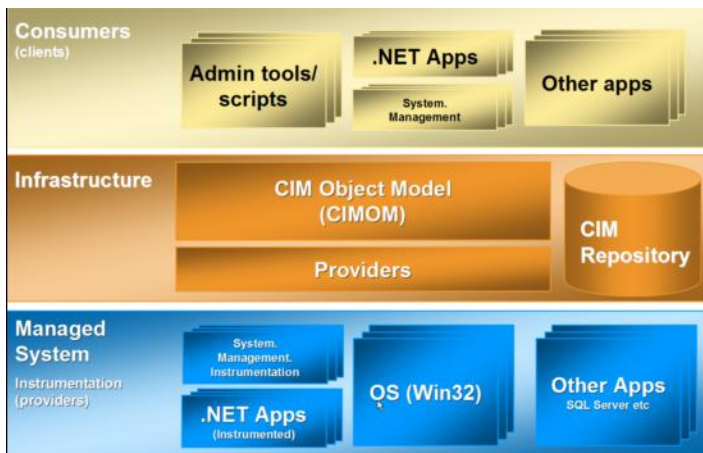 Consumers
(clients)
Admin tools/
scripts
.NET Apps
System.
Management
Other apps
Infrastructure
CIM Object Model
(CIMOM)
Providers
CIM
Repository
Managed
System
Instrumentation
(providers)
System.
Management.
Instrumentation
.NET Apps
(Instrumented)
OS (Win32)
Other Apps
SQL Server etc